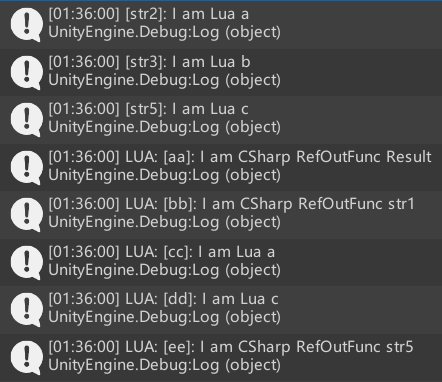 [01:36:00] [str2]: I am Lua a
UnityEngine.Debug:Log (object)
[01:36:00] [str3]: I am Lua b
UnityEngine.Debug:Log (object)
[01:36:00] [str5]: I am Lua c
UnityEngine.Debug:Log (object)
[01:36:00] LUA: [aa]: I am CSharp RefOutFunc Result
UnityEngine.Debug:Log (object)
[01:36:00] LUA: [bb]: I am CSharp RefOutFunc str1
UnityEngine.Debug:Log (object)
[01:36:00] LUA: [cc]: I am Lua a
UnityEngine.Debug:Log (object)
[01:36:00] LUA: [dd]: I am Lua c
UnityEngine.Debug:Log (object)
[01:36:00] LUA: [ee]: I am CSharp RefOutFunc str5
UnityEngine.Debug:Log (object)